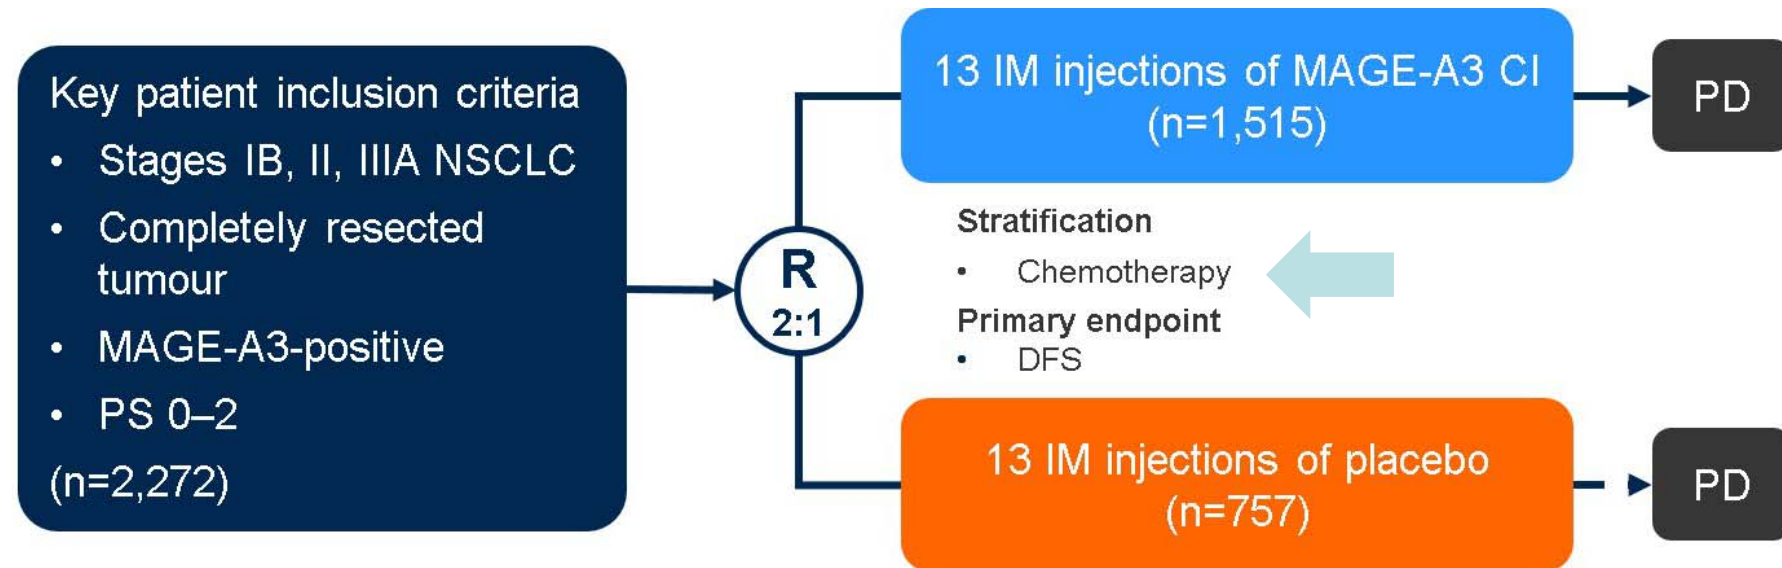 Key patient inclusion criteria
• Stages IB, II, IIIA NSCLC
• Completely resected
tumour
• MAGE-A3-positive
• PS 0–2
(n=2,272)
R
2:1
13 IM injections of MAGE-A3 CI
(n=1,515)
PD
Stratification
• Chemotherapy
Primary endpoint
• DFS
13 IM injections of placebo
(n=757)
PD